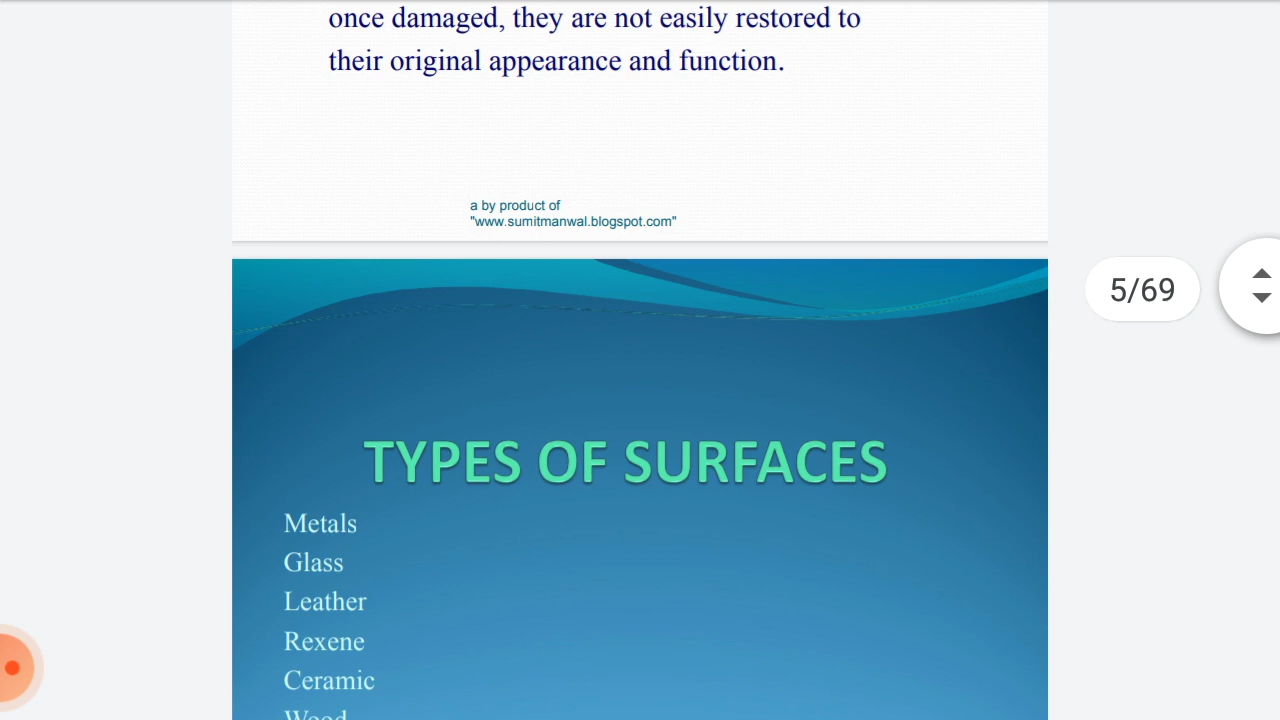 once damaged, they are not easily restored to
their original appearance and function.
a by product of
"www.sumitmanwal.blogspot.com"
5/69
TYPES OF SURFACES
Metals
Glass
Leather
Rexene
Ceramic
Wood